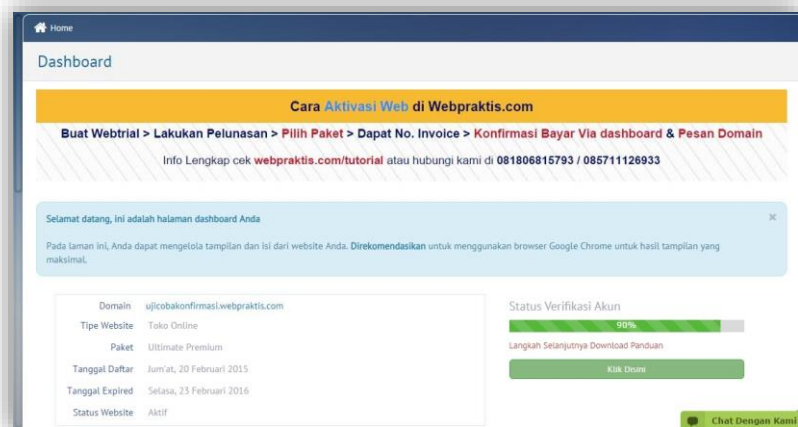 Home
Dashboard
Cara Aktivasi Web di Webpraktis.com
Buat Webtrial > Lakukan Pelunasan > Pilih Paket > Dapat No. Invoice > Konfirmasi Bayar Via dashboard & Pesan Domain
Info Lengkap cek webpraktis.com/tutorial atau hubungi kami di 081806815793 / 085711126933
Selamat datang, ini adalah halaman dashboard Anda
Pada laman ini, Anda dapat mengelola tampilan dan isi dari website Anda. Direkomendasikan untuk menggunakan browser Google Chrome untuk hasil tampilan yang
maksimal.
Domain ujicobakonfirmasi.webpraktis.com
Tipe Website Toko Online
Paket Ultimate Premium
Tanggal Daftar Jum'at, 20 Februari 2015
Tanggal Expired Selasa, 23 Februari 2016
Status Website Aktif
Status Verifikasi Akun
90%
Langkah Selanjutnya Download Panduan
Klik Disini
Chat Dengan Kami